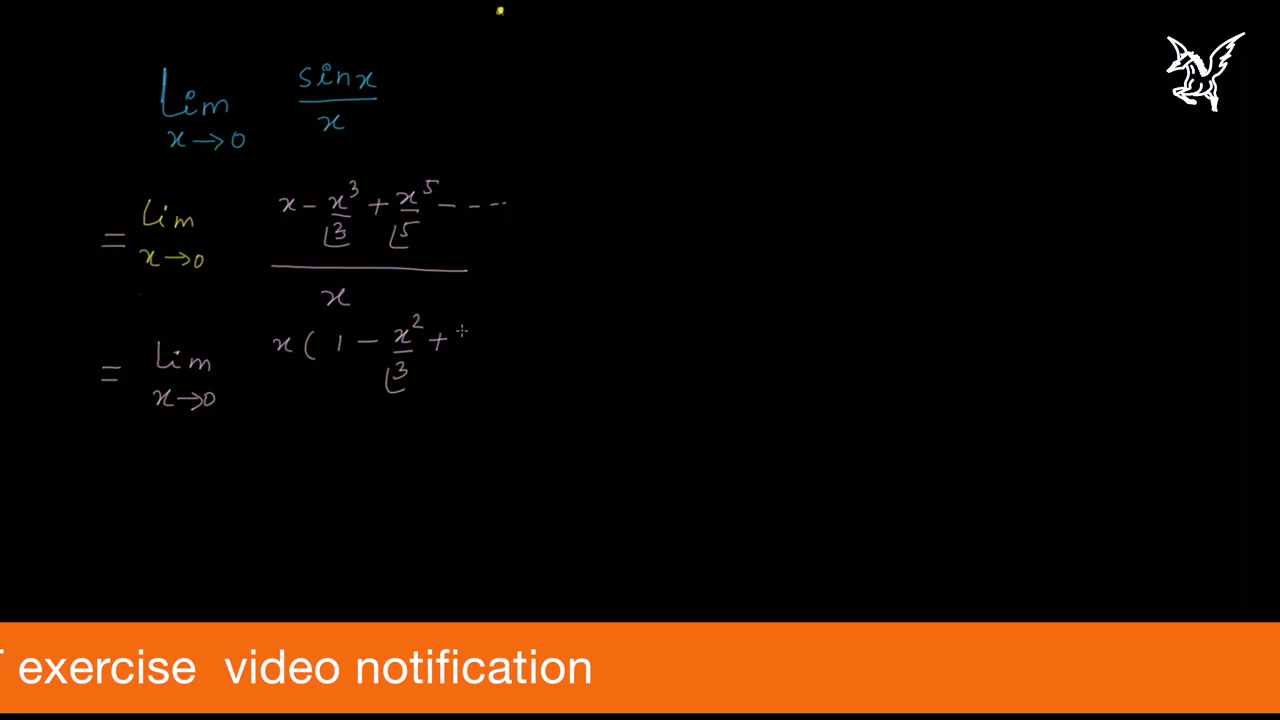 Lim x→0 sinx/x
= Lim x→0 (x - x³/⌊3 + x⁵/⌊5 - - - -)/x
= Lim x→0 x( 1 - x²/⌊3 +
exercise video notification